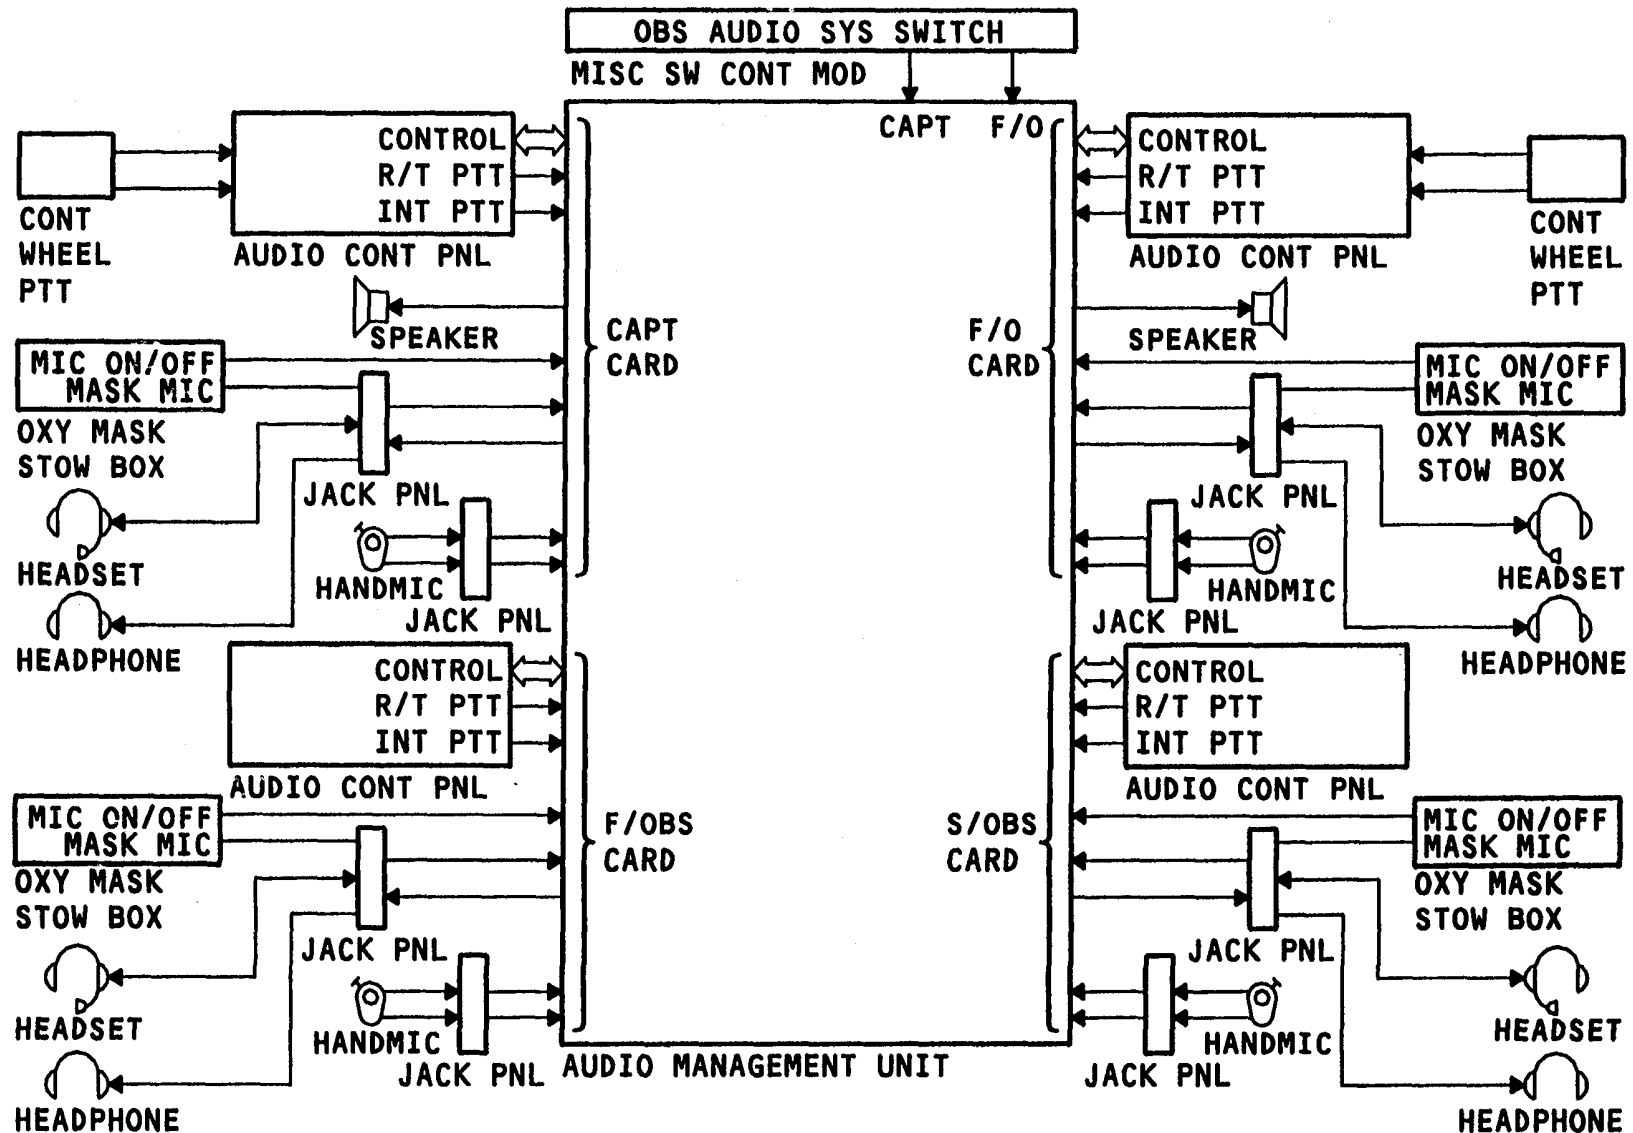 OBS AUDIO SYS SWITCH
MISC SW CONT MOD
CAPT F/O
CONTROL
R/T PTT
INT PTT
AUDIO CONT PNL
CONT
WHEEL
PTT
SPEAKER
MIC ON/OFF
MASK MIC
OXY MASK
STOW BOX
JACK PNL
HEADSET
HANDMIC
JACK PNL
HEADPHONE
CAPT
CARD
CONTROL
R/T PTT
INT PTT
AUDIO CONT PNL
CONT
WHEEL
PTT
SPEAKER
MIC ON/OFF
MASK MIC
OXY MASK
STOW BOX
JACK PNL
HEADSET
HANDMIC
JACK PNL
HEADPHONE
F/O
CARD
CONTROL
R/T PTT
INT PTT
AUDIO CONT PNL
MIC ON/OFF
MASK MIC
OXY MASK
STOW BOX
JACK PNL
HEADSET
HANDMIC
JACK PNL
HEADPHONE
F/OBS
CARD
CONTROL
R/T PTT
INT PTT
AUDIO CONT PNL
MIC ON/OFF
MASK MIC
OXY MASK
STOW BOX
JACK PNL
HEADSET
HANDMIC
JACK PNL
HEADPHONE
S/OBS
CARD
AUDIO MANAGEMENT UNIT